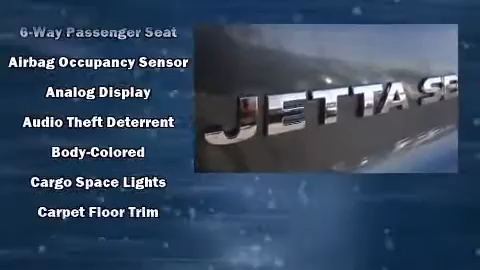 6-Way Passenger Seat
Airbag Occupancy Sensor
Analog Display
Audio Theft Deterrent
Body-Colored
Cargo Space Lights
Carpet Floor Trim
JETTA SE